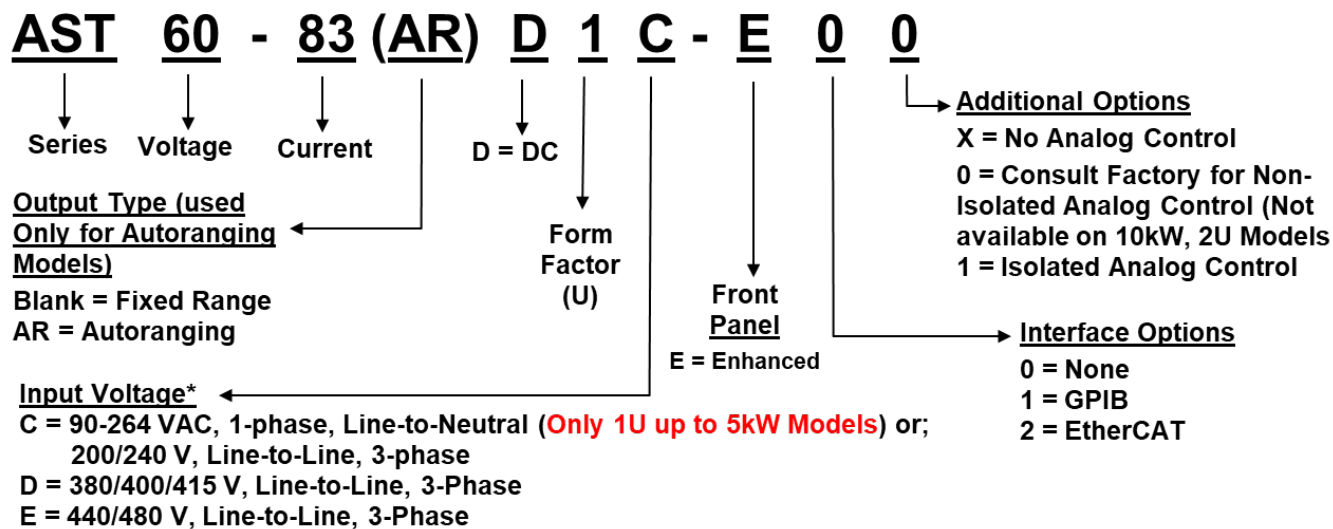 AST 60 - 83 (AR) D 1 C - E 0 0
Series
Voltage
Current
D = DC
Additional Options
X = No Analog Control
0 = Consult Factory for Non-
Isolated Analog Control (Not
available on 10kW, 2U Models
1 = Isolated Analog Control
Output Type (used
Only for Autoranging
Models)
Blank = Fixed Range
AR = Autoranging
Form
Factor
(U)
Front
Panel
E = Enhanced
Interface Options
0 = None
1 = GPIB
2 = EtherCAT
Input Voltage*
C = 90-264 VAC, 1-phase, Line-to-Neutral (Only 1U up to 5kW Models) or;
200/240 V, Line-to-Line, 3-phase
D = 380/400/415 V, Line-to-Line, 3-Phase
E = 440/480 V, Line-to-Line, 3-Phase